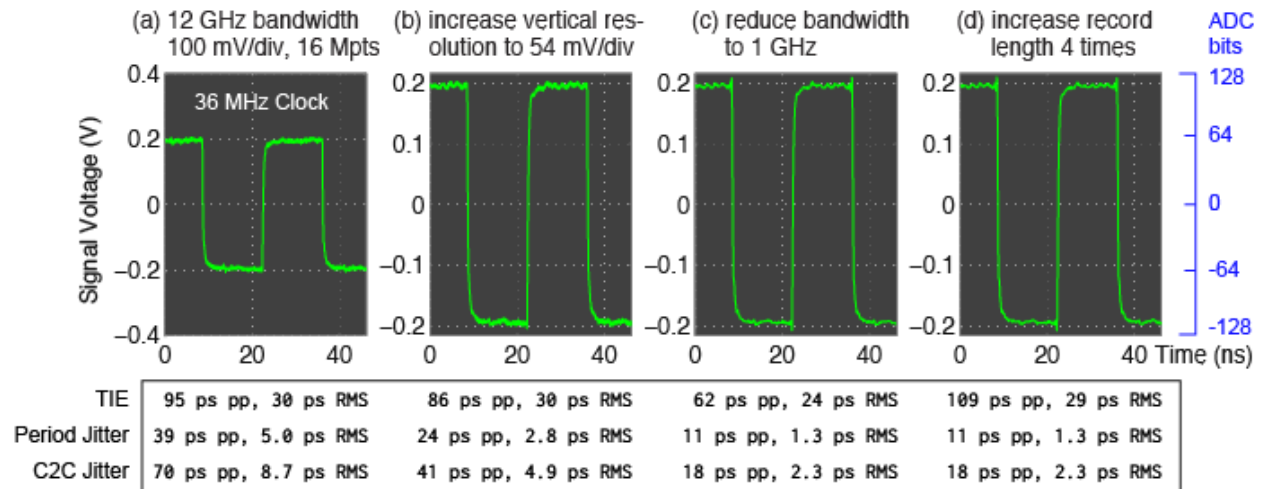 (a) 12 GHz bandwidth
100 mV/div, 16 Mpts
(b) increase vertical res-
olution to 54 mV/div
(c) reduce bandwidth
to 1 GHz
(d) increase record
length 4 times
ADC
bits
Signal Voltage (V)
0.4
0.2
0
−0.2
−0.4
36 MHz Clock
0 20 40
0.2
0.1
0
−0.1
−0.2
0 20 40
0.2
0.1
0
−0.1
−0.2
0 20 40
0.2
0.1
0
−0.1
−0.2
0 20 40 Time (ns)
128
64
0
-64
-128
TIE 95 ps pp, 30 ps RMS 86 ps pp, 30 ps RMS 62 ps pp, 24 ps RMS 109 ps pp, 29 ps RMS
Period Jitter 39 ps pp, 5.0 ps RMS 24 ps pp, 2.8 ps RMS 11 ps pp, 1.3 ps RMS 11 ps pp, 1.3 ps RMS
C2C Jitter 70 ps pp, 8.7 ps RMS 41 ps pp, 4.9 ps RMS 18 ps pp, 2.3 ps RMS 18 ps pp, 2.3 ps RMS